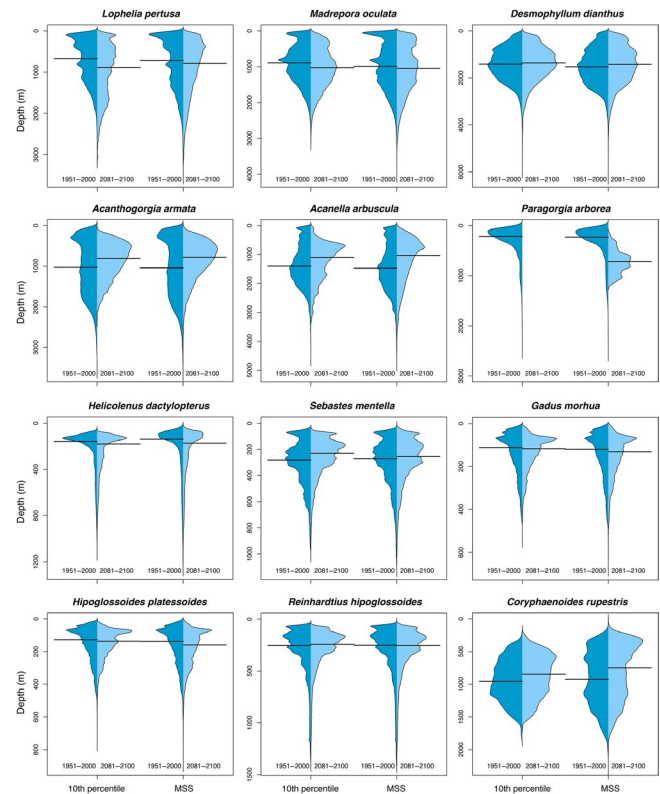 Lophelia pertusa
Madrepora oculata
Desmophyllum dianthus
Depth (m)
0
1000
2000
3000
1951−2000 2081−2100 1951−2000 2081−2100
0
1000
2000
3000
4000
1951−2000 2081−2100 1951−2000 2081−2100
0
2000
4000
6000
1951−2000 2081−2100 1951−2000 2081−2100
Acanthogorgia armata
Acanella arbuscula
Paragorgia arborea
Depth (m)
0
1000
2000
3000
1951−2000 2081−2100 1951−2000 2081−2100
0
1000
2000
3000
4000
5000
1951−2000 2081−2100 1951−2000 2081−2100
0
1000
2000
3000
1951−2000 2081−2100 1951−2000 2081−2100
Helicolenus dactylopterus
Sebastes mentella
Gadus morhua
Depth (m)
0
400
800
1200
1951−2000 2081−2100 1951−2000 2081−2100
0
200
400
600
800
1000
1951−2000 2081−2100 1951−2000 2081−2100
0
200
400
600
1951−2000 2081−2100 1951−2000 2081−2100
Hipoglossoides platessoides
Reinhardtius hipoglossoides
Coryphaenoides rupestris
Depth (m)
0
200
400
600
800
1951−2000 2081−2100 1951−2000 2081−2100
0
500
1000
1500
1951−2000 2081−2100 1951−2000 2081−2100
0
500
1000
1500
2000
1951−2000 2081−2100 1951−2000 2081−2100
10th percentile MSS
10th percentile MSS
10th percentile MSS